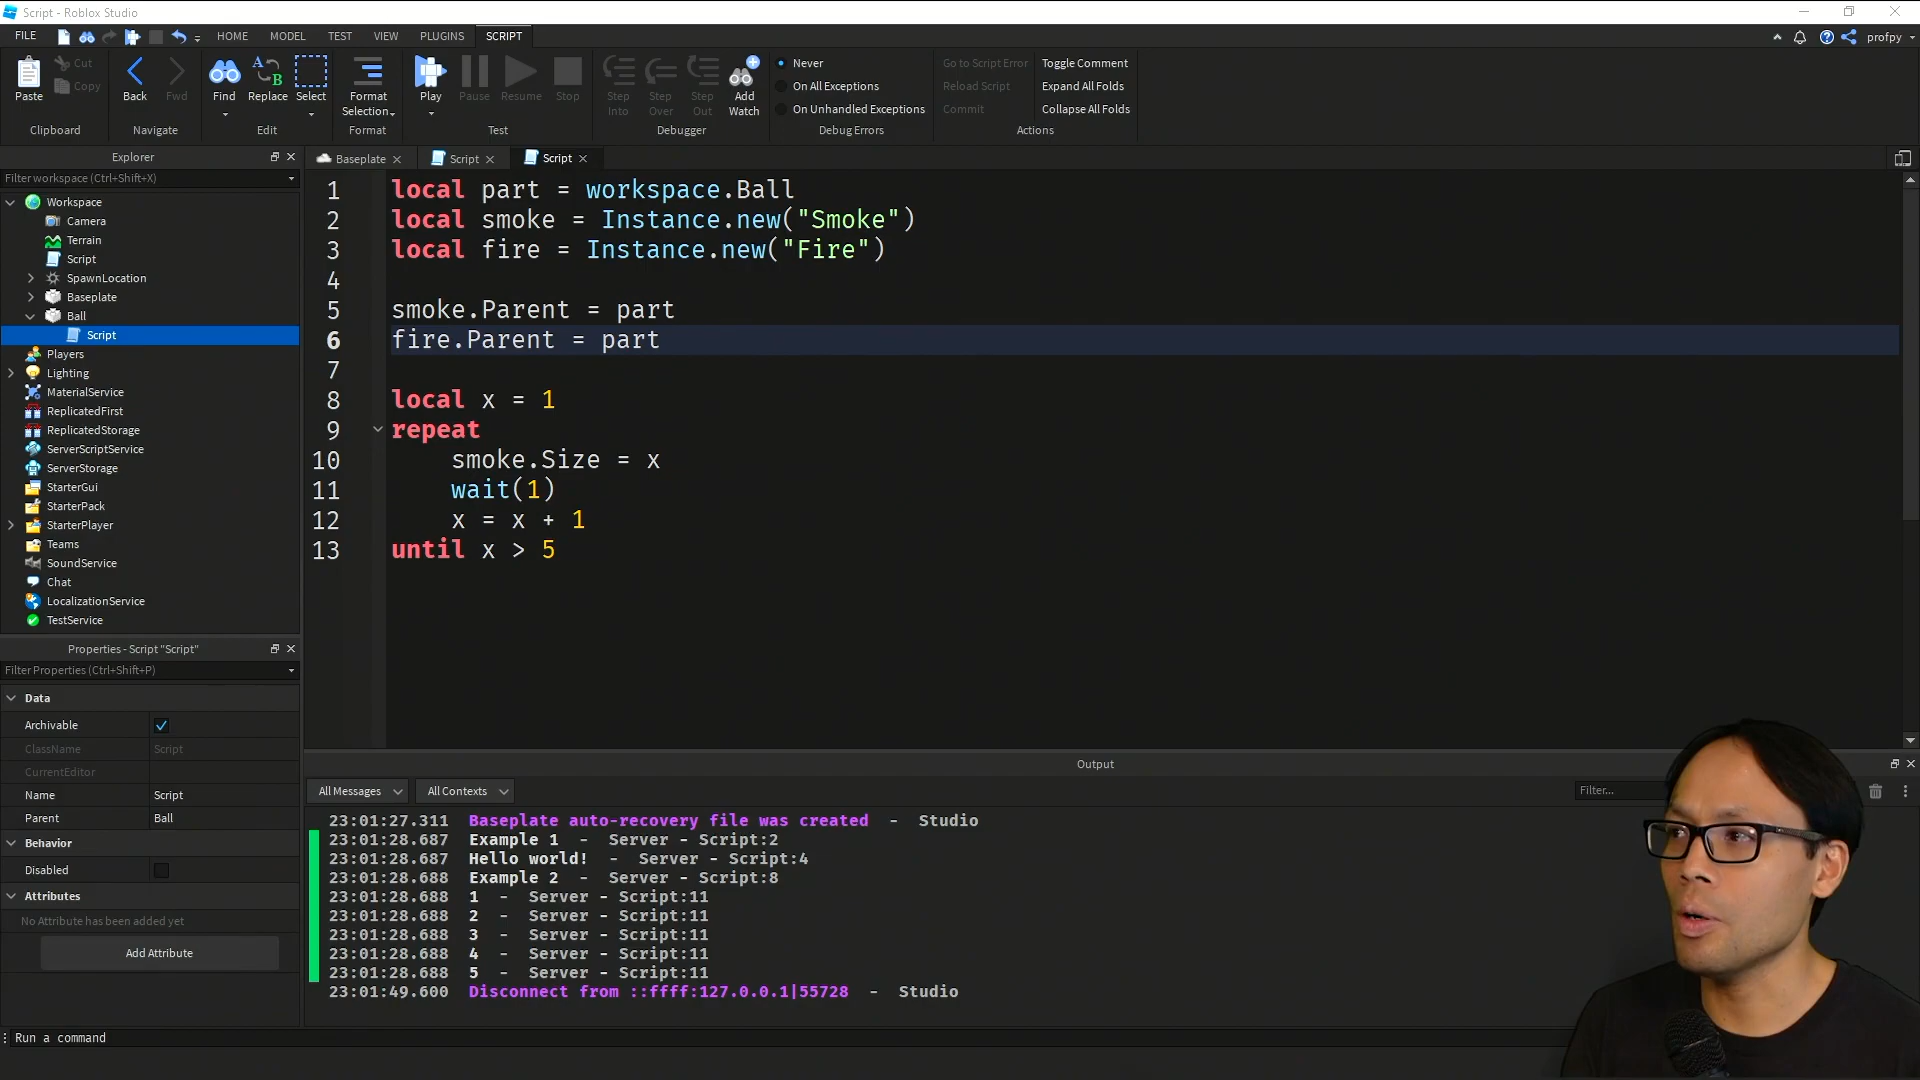 Script - Roblox Studio
FILE HOME MODEL TEST VIEW PLUGINS SCRIPT profpy
Paste Cut Copy Back Fwd Find Replace Select Format Selection Play Pause Resume Stop Step Into Step Over Step Out Add Watch
Never
On All Exceptions
On Unhandled Exceptions
Go to Script Error
Reload Script
Commit
Toggle Comment
Expand All Folds
Collapse All Folds
Clipboard Navigate Edit Format Test Debugger Debug Errors Actions
Explorer
Filter workspace (Ctrl+Shift+X)
Workspace
Camera
Terrain
Script
SpawnLocation
Baseplate
Ball
Script
Players
Lighting
MaterialService
ReplicatedFirst
ReplicatedStorage
ServerScriptService
ServerStorage
StarterGui
StarterPack
StarterPlayer
Teams
SoundService
Chat
LocalizationService
TestService
Properties - Script "Script"
Filter Properties (Ctrl+Shift+P)
Data
Archivable
ClassName Script
CurrentEditor
Name Script
Parent Ball
Behavior
Disabled
Attributes
No Attribute has been added yet
Add Attribute
Baseplate Script Script
1 local part = workspace.Ball
2 local smoke = Instance.new("Smoke")
3 local fire = Instance.new("Fire")
4
5 smoke.Parent = part
6 fire.Parent = part
7
8 local x = 1
9 repeat
10 smoke.Size = x
11 wait(1)
12 x = x + 1
13 until x > 5
Output
All Messages All Contexts Filter...
23:01:27.311 Baseplate auto-recovery file was created - Studio
23:01:28.687 Example 1 - Server - Script:2
23:01:28.687 Hello world! - Server - Script:4
23:01:28.688 Example 2 - Server - Script:8
23:01:28.688 1 - Server - Script:11
23:01:28.688 2 - Server - Script:11
23:01:28.688 3 - Server - Script:11
23:01:28.688 4 - Server - Script:11
23:01:28.688 5 - Server - Script:11
23:01:49.600 Disconnect from ::ffff:127.0.0.1|55728 - Studio
Run a command